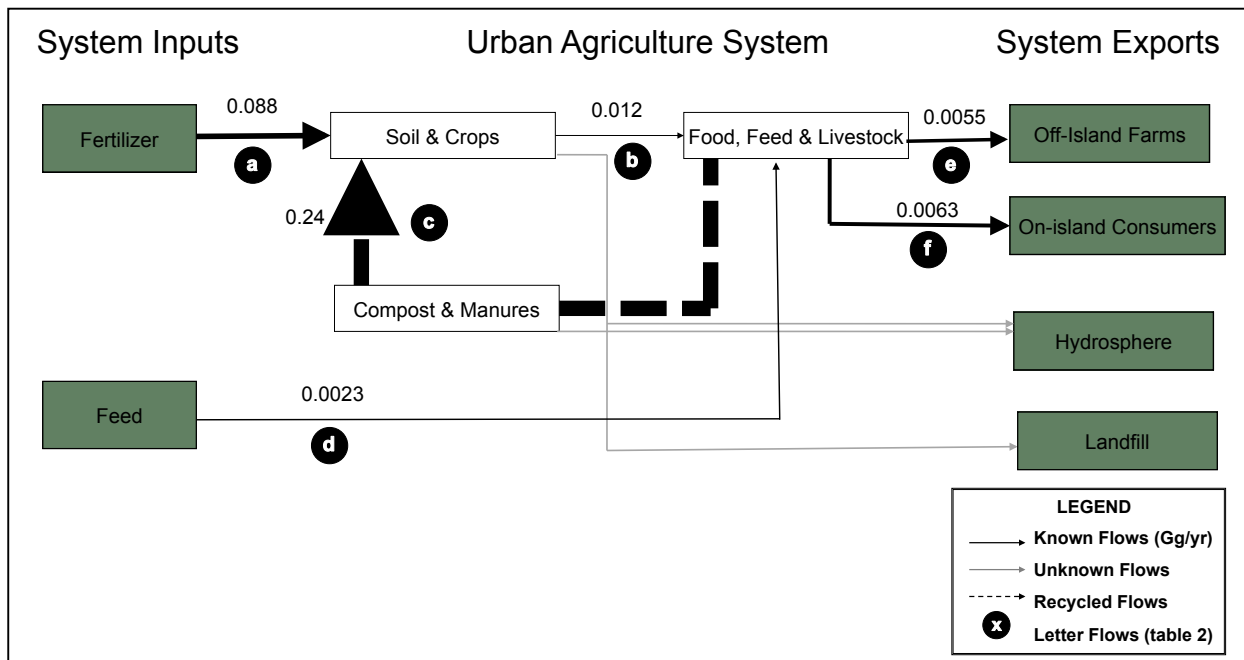 System Inputs
Urban Agriculture System
System Exports
Fertilizer
0.088
a
Soil & Crops
0.012
b
Food, Feed & Livestock
0.0055
e
Off-Island Farms
0.24
c
0.0063
f
On-island Consumers
Compost & Manures
Hydrosphere
Feed
0.0023
d
Landfill
LEGEND
Known Flows (Gg/yr)
Unknown Flows
Recycled Flows
x Letter Flows (table 2)